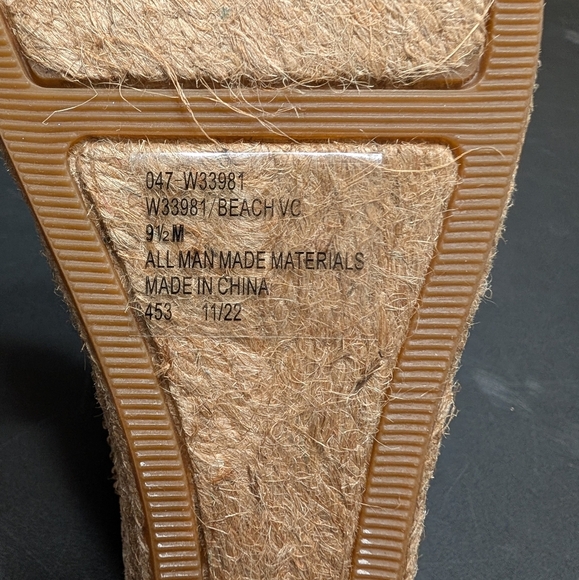 047-W33981
W33981/BEACH VC
9½M
ALL MAN MADE MATERIALS
MADE IN CHINA
453 11/22